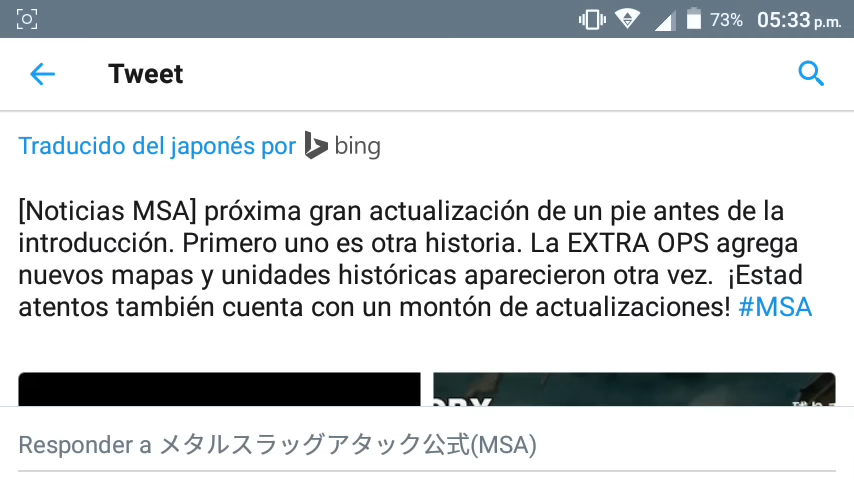 73% 05:33 p.m.
Tweet
Traducido del japonés por bing
[Noticias MSA] próxima gran actualización de un pie antes de la
introducción. Primero uno es otra historia. La EXTRA OPS agrega
nuevos mapas y unidades históricas aparecieron otra vez. ¡Estad
atentos también cuenta con un montón de actualizaciones! #MSA
Responder a メタルスラッグアタック公式(MSA)